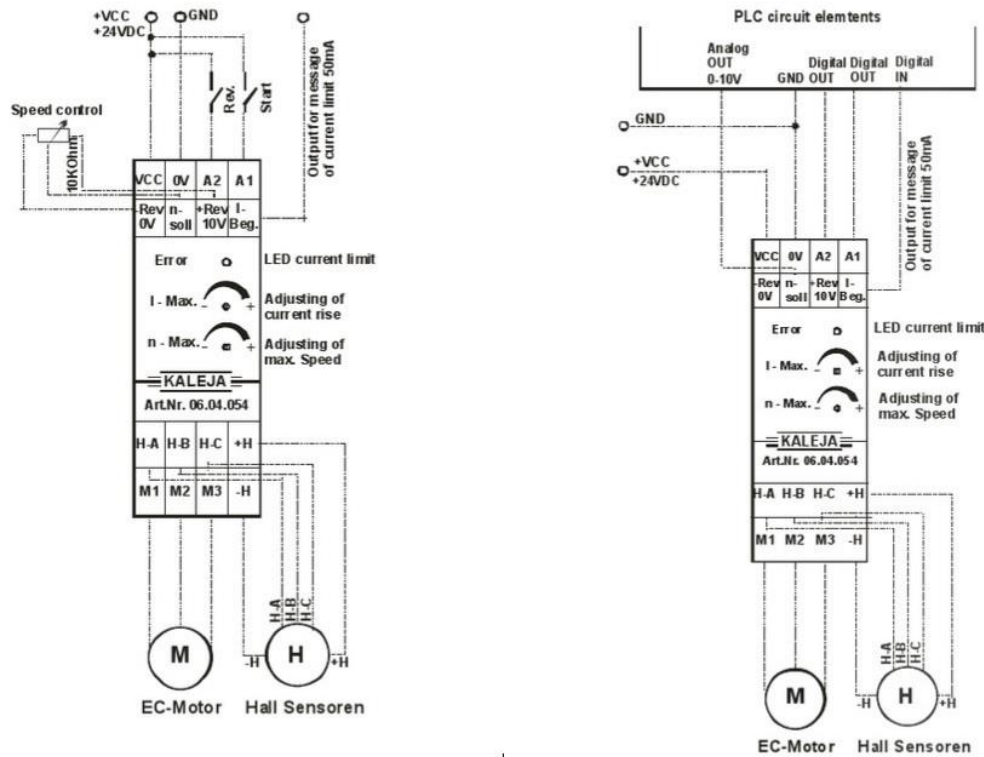 +VCC
+24VDC
GND
Rev.
Start
Output for message
of current limit 50mA
Speed control
10KOhm
VCC 0V A2 A1
-Rev n- +Rev I-
0V soll 10V Beg.
Error LED current limit
I - Max. - + Adjusting of
current rise
n - Max. - + Adjusting of
max. Speed
KALEJA
Art.Nr. 06.04.054
H-A H-B H-C +H
M1 M2 M3 -H
H-A
H-B
H-C
M -H H +H
EC-Motor Hall Sensoren
PLC circuit elemtents
Analog
OUT
0-10V
GND
Digital
OUT
Digital
OUT
Digital
IN
GND
+VCC
+24VDC
Output for message
of current limit 50mA
VCC 0V A2 A1
-Rev n- +Rev I-
0V soll 10V Beg.
Error LED current limit
I - Max. - + Adjusting of
current rise
n - Max. - + Adjusting of
max. Speed
KALEJA
Art.Nr. 06.04.054
H-A H-B H-C +H
M1 M2 M3 -H
H-A
H-B
H-C
M -H H +H
EC-Motor Hall Sensoren